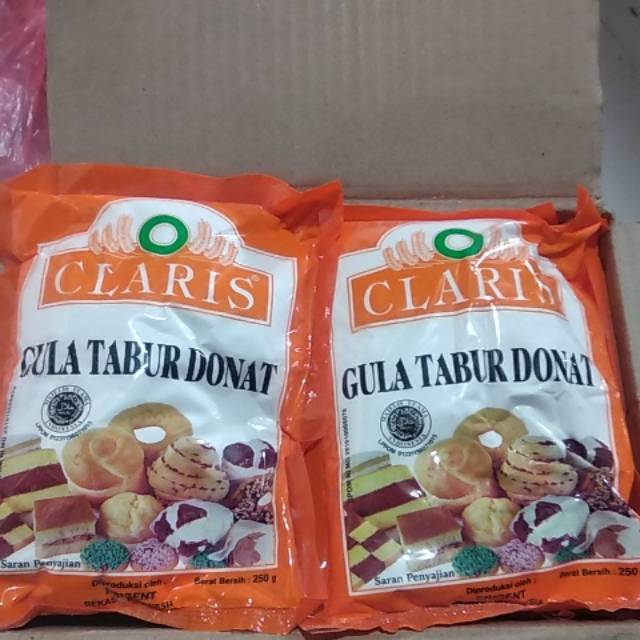 CLARIS
GULA TABUR DONAT
Saran Penyajian
Diproduksi oleh :
Berat Bersih : 250 g
CLARIS
GULA TABUR DONAT
Saran Penyajian
Diproduksi oleh :
Berat Bersih : 250